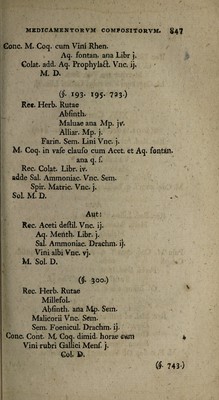 MEDICAMENTORVM COMPOSITORVM. 847
Conc. M. Coq. cum Vini Rhen.
Aq. fontan. ana Libr j.
Colat. add. Aq. Prophylact. Vnc. ij.
M. D.
(§. 193. 195. 723.)
Rec. Herb. Rutae
Absinth.
Maluae ana Mp. jv.
Alliar. Mp. j.
Farin. Sem. Lini Vnc. j.
M. Coq. in vase clauso cum Acet. et Aq. fontan.
ana q. s.
Rec. Colat. Libr. iv.
adde Sal. Ammoniac. Vnc. Sem.
Spir. Matric. Vnc. j.
Sol. M. D.
Aut:
Rec. Aceti destil. Vnc. ij.
Aq. Menth. Libr. j.
Sal. Ammoniac. Drachm. ij.
Vini albi Vnc. vj.
M. Sol. D.
(§. 300.)
Rec. Herb. Rutae
Millefol.
Absinth. ana Mp. Sem.
Malicorii Vnc. Sem.
Sem. Foenicul. Drachm. ij.
Conc. Cont. M. Coq. dimid. horae cum
Vini rubri Gallici Mens. j.
Col. D.
(§. 743.)